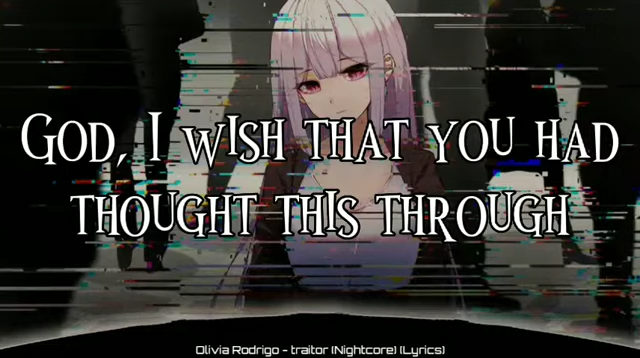 God, I wish that you had
thought this through
Olivia Rodrigo - traitor (Nightcore) (Lyrics)